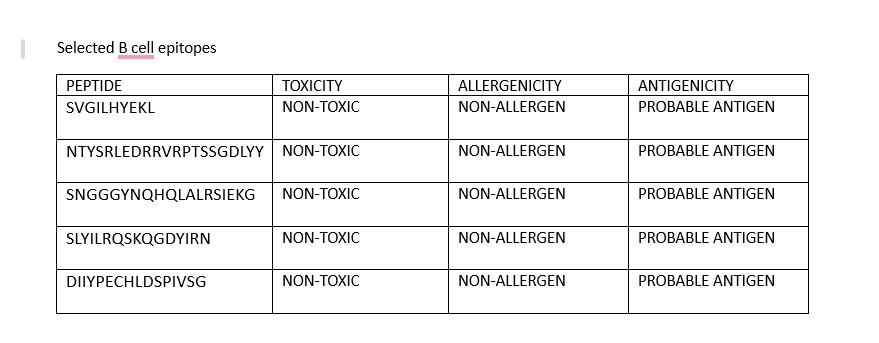 Selected B cell epitopes
PEPTIDE TOXICITY ALLERGENICITY ANTIGENICITY
SVGILHYEKL NON-TOXIC NON-ALLERGEN PROBABLE ANTIGEN
NTYSRLEDRRVRPTSSGDLYY NON-TOXIC NON-ALLERGEN PROBABLE ANTIGEN
SNGGGYNQHQLALRSIEKG NON-TOXIC NON-ALLERGEN PROBABLE ANTIGEN
SLYILRQSKQGDYIRN NON-TOXIC NON-ALLERGEN PROBABLE ANTIGEN
DIIYPECHLDSPIVSG NON-TOXIC NON-ALLERGEN PROBABLE ANTIGEN